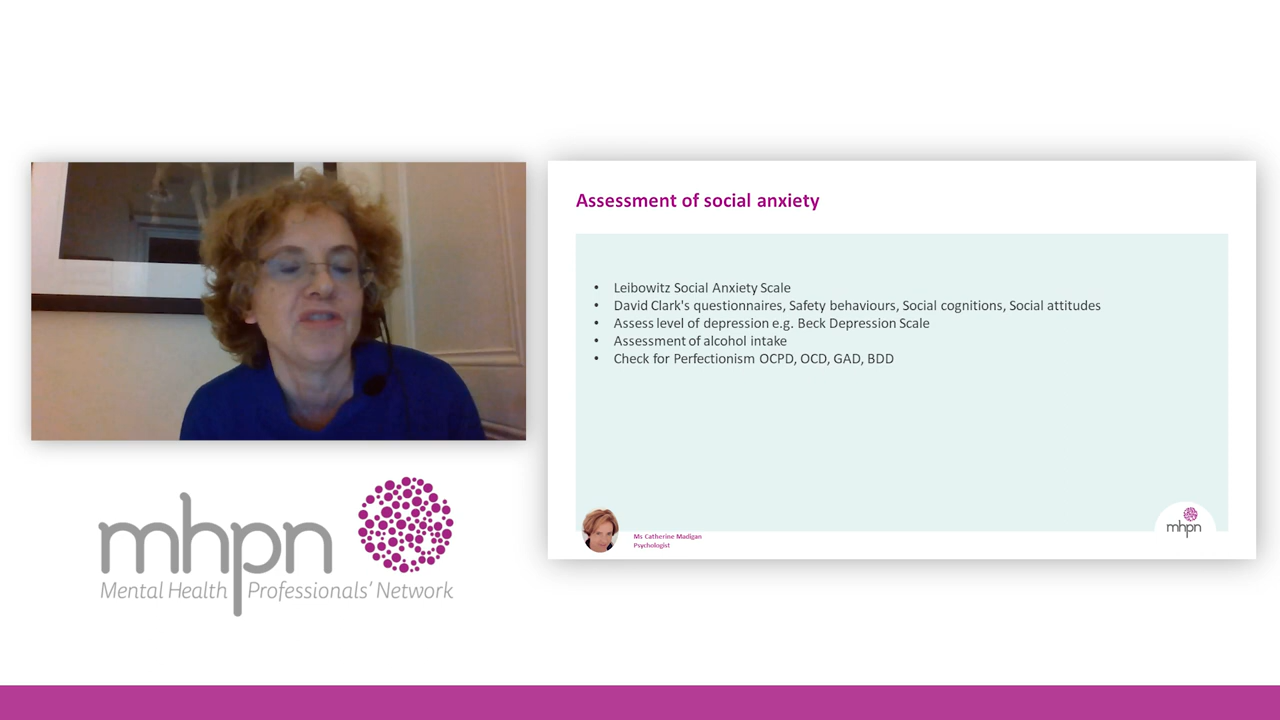 Assessment of social anxiety
• Leibowitz Social Anxiety Scale
• David Clark's questionnaires, Safety behaviours, Social cognitions, Social attitudes
• Assess level of depression e.g. Beck Depression Scale
• Assessment of alcohol intake
• Check for Perfectionism OCPD, OCD, GAD, BDD
Ms Catherine Madigan
Psychologist
mhpn
mhpn
Mental Health Professionals' Network